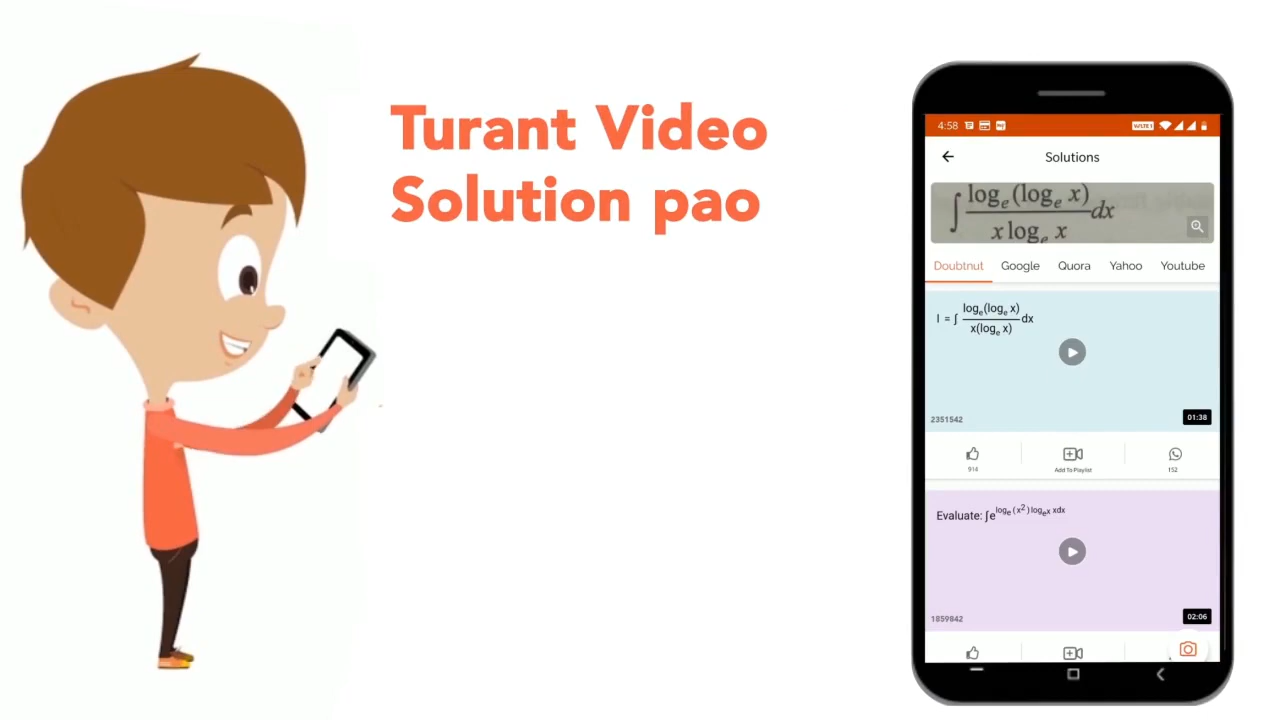 Turant Video
Solution pao
4:58
VoLTE1
Solutions
∫ logₑ(logₑ x) / x logₑ x dx
Doubtnut Google Quora Yahoo Youtube
I = ∫ logₑ(logₑ x) / x(logₑ x) dx
2351542 01:38
914 Add To Playlist 152
Evaluate: ∫e^logₑ(x²)logₑx xdx
1859842 02:06